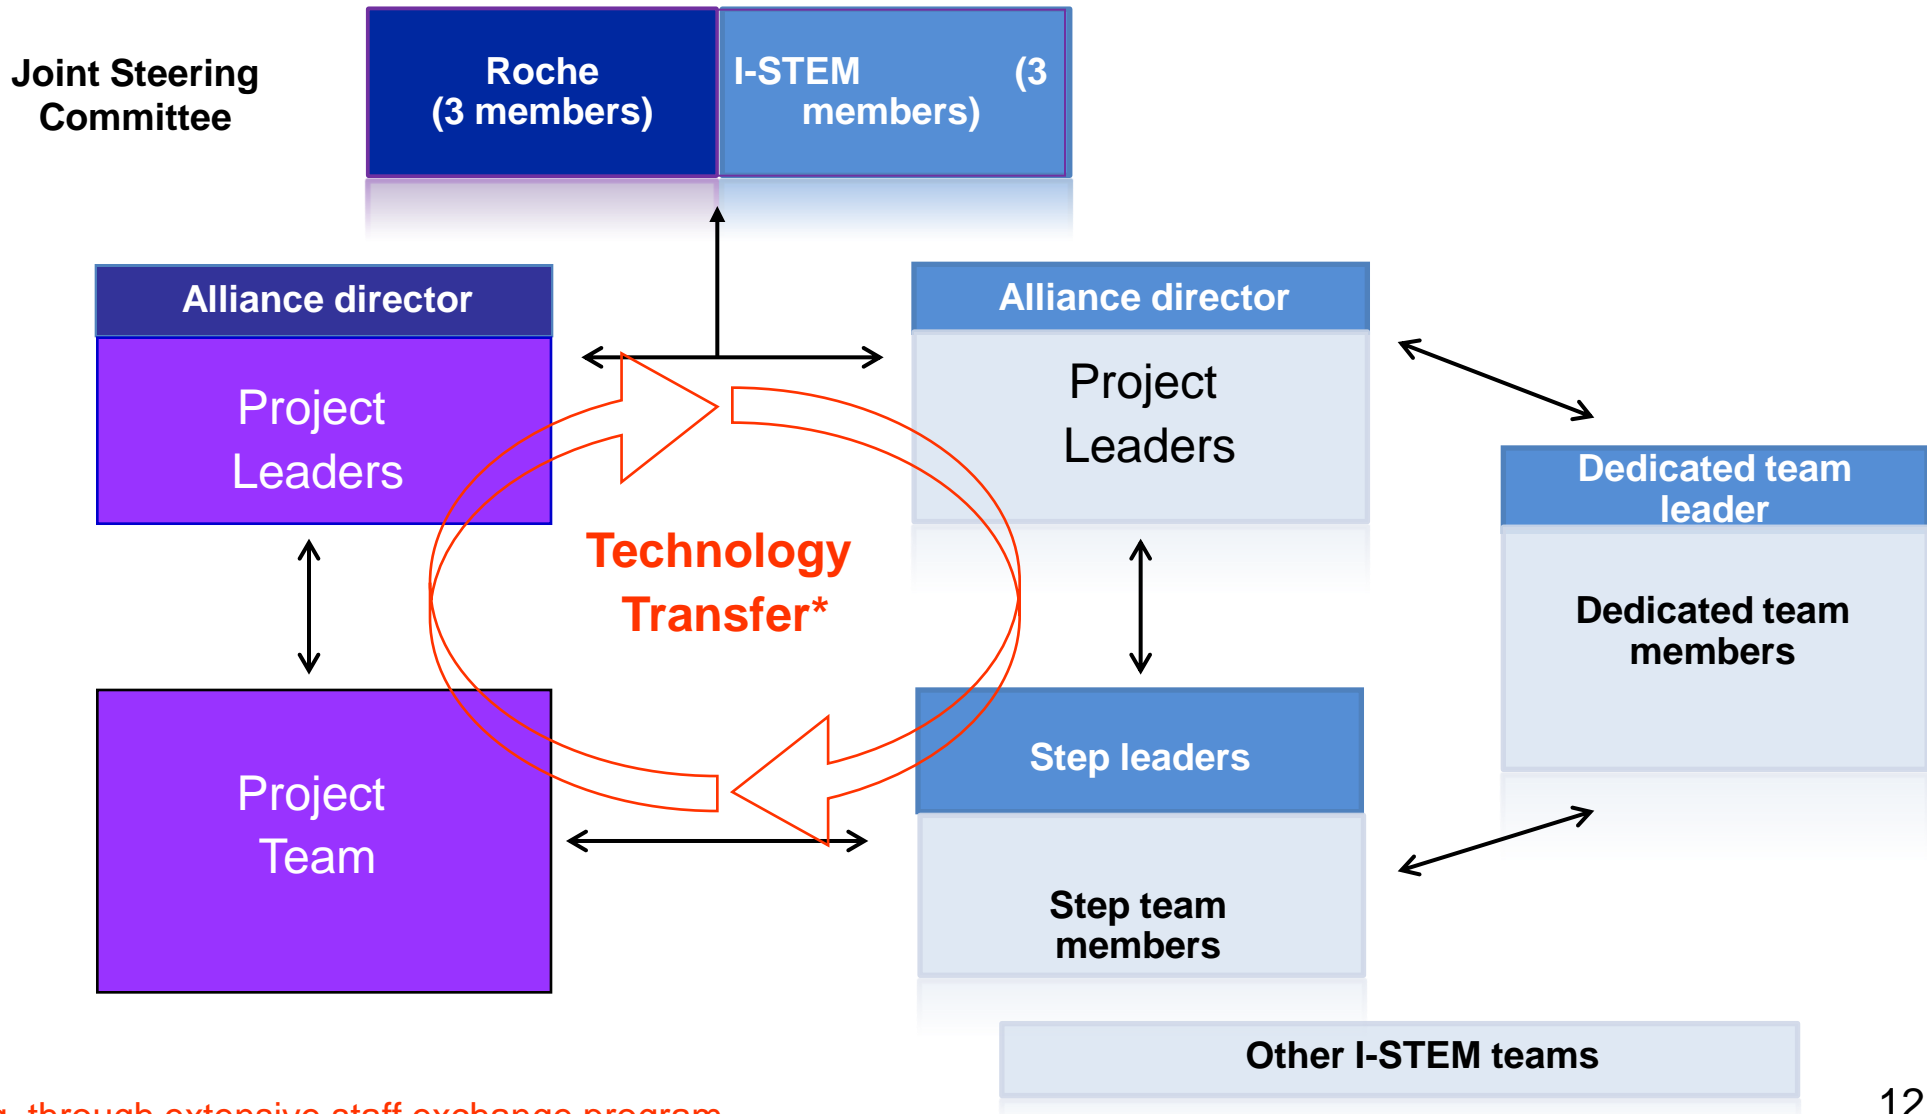 Joint Steering
Committee
Roche
(3 members)
I-STEM (3
members)
Alliance director
Project
Leaders
Alliance director
Project
Leaders
Dedicated team
leader
Dedicated team
members
Technology
Transfer*
Project
Team
Step leaders
Step team
members
Other I-STEM teams
through extensive staff exchange program
12